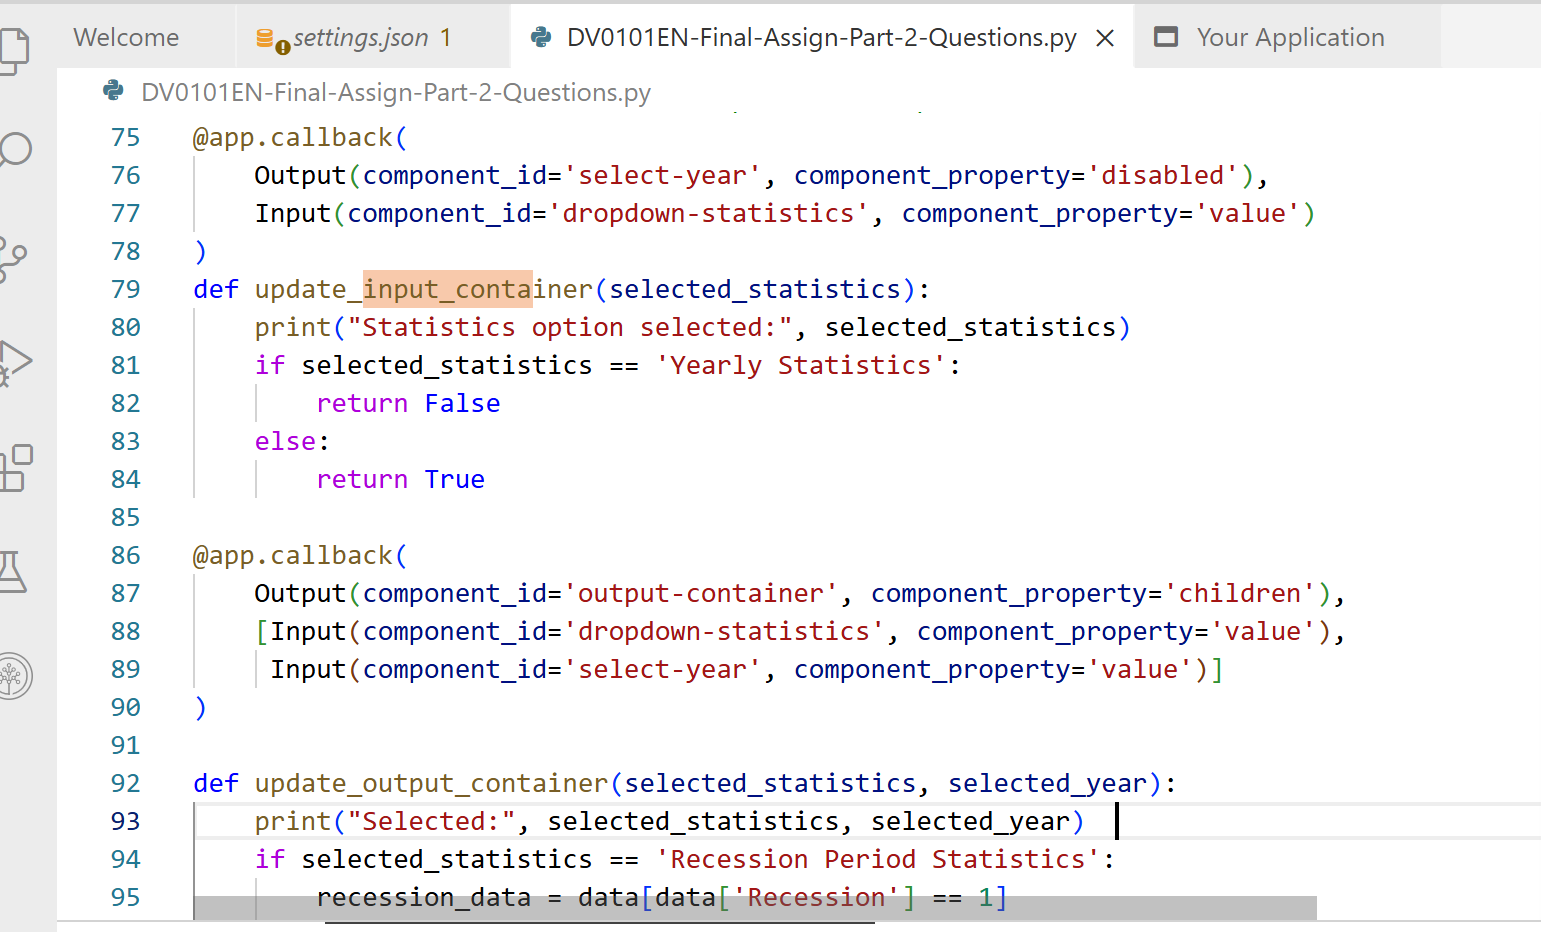 Welcome settings.json 1 DV0101EN-Final-Assign-Part-2-Questions.py Your Application
DV0101EN-Final-Assign-Part-2-Questions.py
75 @app.callback(
76     Output(component_id='select-year', component_property='disabled'),
77     Input(component_id='dropdown-statistics', component_property='value')
78 )
79 def update_input_container(selected_statistics):
80     print("Statistics option selected:", selected_statistics)
81     if selected_statistics == 'Yearly Statistics':
82         return False
83     else:
84         return True
85
86 @app.callback(
87     Output(component_id='output-container', component_property='children'),
88     [Input(component_id='dropdown-statistics', component_property='value'),
89      Input(component_id='select-year', component_property='value')]
90 )
91
92 def update_output_container(selected_statistics, selected_year):
93     print("Selected:", selected_statistics, selected_year)
94     if selected_statistics == 'Recession Period Statistics':
95         recession_data = data[data['Recession'] == 1]